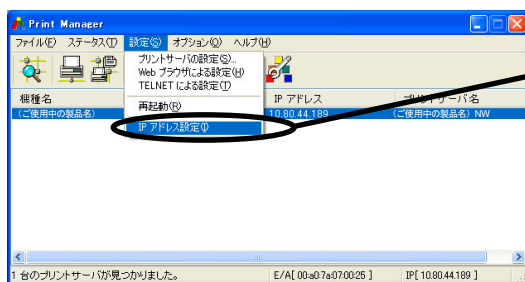 Print Manager
ファイル(F) ステータス(T) 設定(S) オプション(O) ヘルプ(H)
プリントサーバの設定(S)...
Web ブラウザによる設定(H)
TELNET による設定(T)
再起動(R)
IP アドレス設定(I)
機種名 IP アドレス プリントサーバ名
(ご使用中の製品名) 10.80.44.189 (ご使用中の製品名) NW
1 台のプリントサーバが見つかりました。 E/A[ 00:a0:7a:07:00:25 ] IP[ 10.80.44.189 ]